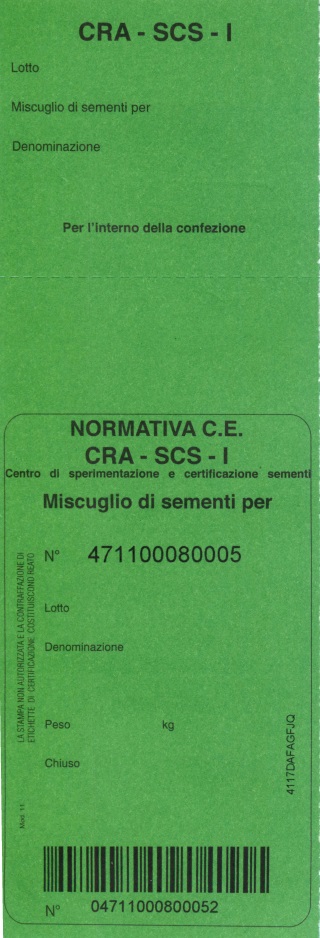 CRA - SCS - I
Lotto
Miscuglio di sementi per
Denominazione
Per l'interno della confezione
NORMATIVA C.E.
CRA - SCS - I
Centro di sperimentazione e certificazione sementi
Miscuglio di sementi per
N° 471100080005
Lotto
Denominazione
Peso kg
Chiuso
LA STAMPA NON AUTORIZZATA E LA CONTRAFFAZIONE DI
ETICHETTE DI CERTIFICAZIONE COSTITUISCONO REATO
Mod. 11
4117DAFAGFJQ
N° 04711000800052